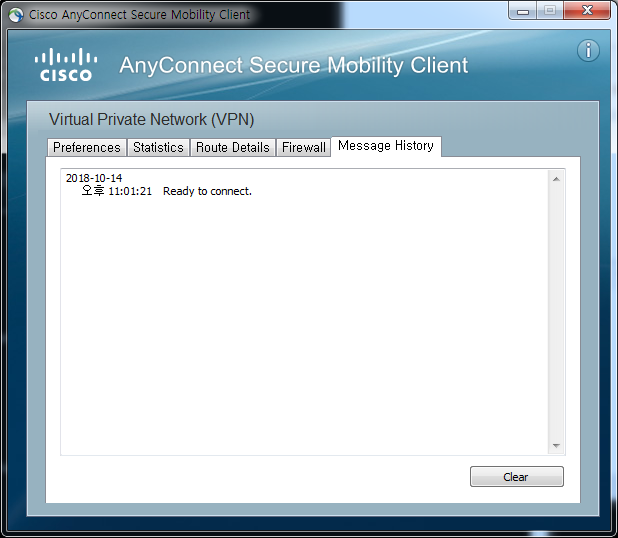 Cisco AnyConnect Secure Mobility Client
CISCO
AnyConnect Secure Mobility Client
Virtual Private Network (VPN)
Preferences Statistics Route Details Firewall Message History
2018-10-14
오후 11:01:21 Ready to connect.
Clear